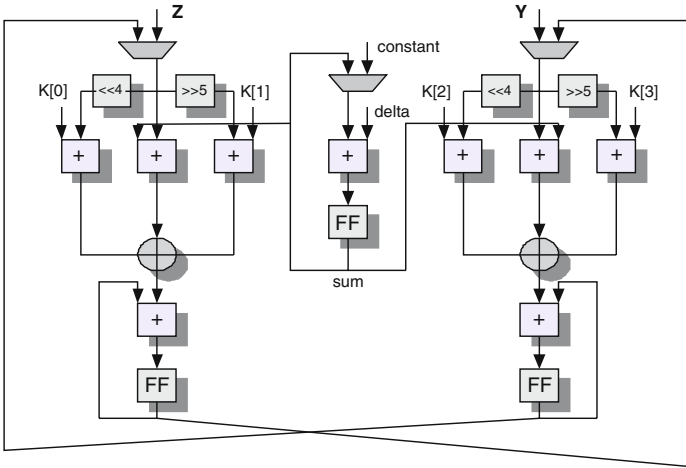 Z Y
constant
K[0] <<4 >>5 K[1] K[2] <<4 >>5 K[3]
delta
+ + + + + + +
FF
sum
+ +
FF FF